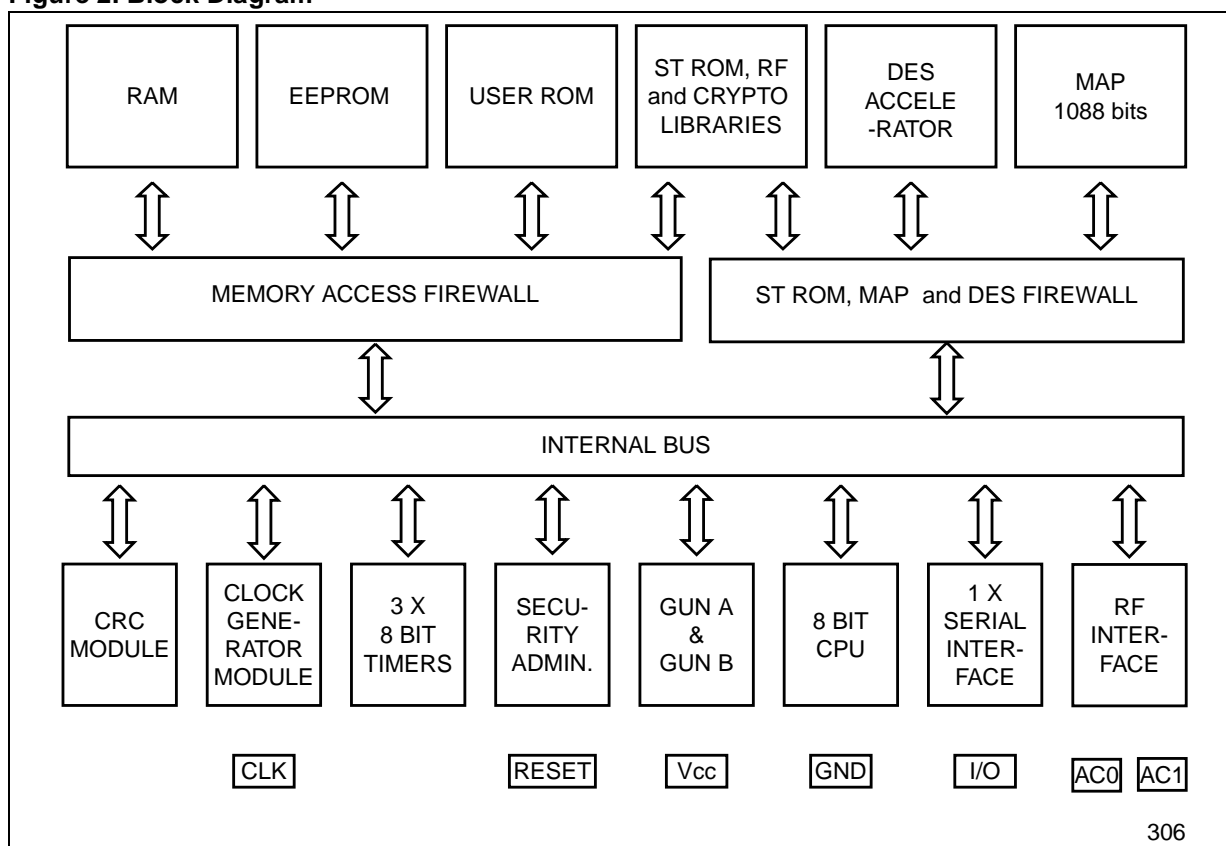 Figure 2. Block Diagram
RAM
EEPROM
USER ROM
ST ROM, RF
and CRYPTO
LIBRARIES
DES
ACCELE
-RATOR
MAP
1088 bits
MEMORY ACCESS FIREWALL
ST ROM, MAP and DES FIREWALL
INTERNAL BUS
CRC
MODULE
CLOCK
GENE-
RATOR
MODULE
3 X
8 BIT
TIMERS
SECU-
RITY
ADMIN.
GUN A
&
GUN B
8 BIT
CPU
1 X
SERIAL
INTER-
FACE
RF
INTER-
FACE
CLK
RESET
Vcc
GND
I/O
AC0
AC1
306